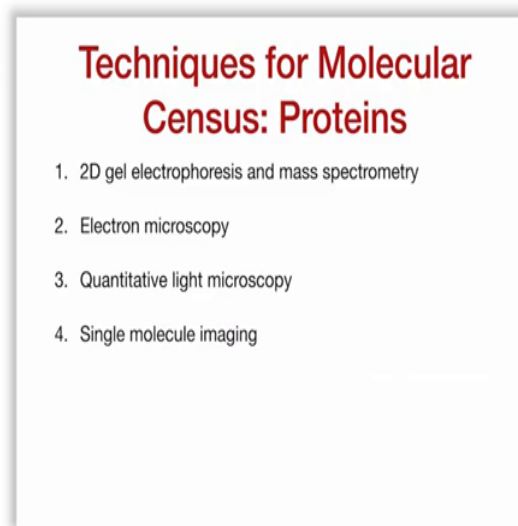 Techniques for Molecular
Census: Proteins
1. 2D gel electrophoresis and mass spectrometry
2. Electron microscopy
3. Quantitative light microscopy
4. Single molecule imaging